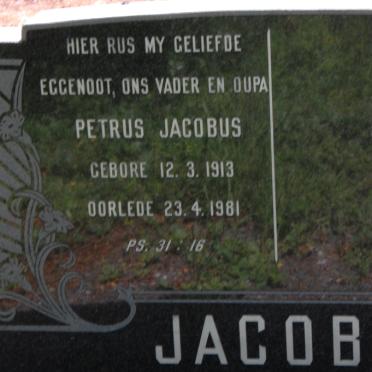 HIER RUS MY GELIEFDE
EGGENOOT, ONS VADER EN OUPA
PETRUS JACOBUS
GEBORE 12. 3. 1913
OORLEDE 23. 4. 1981
PS. 31 : 16
JACOB